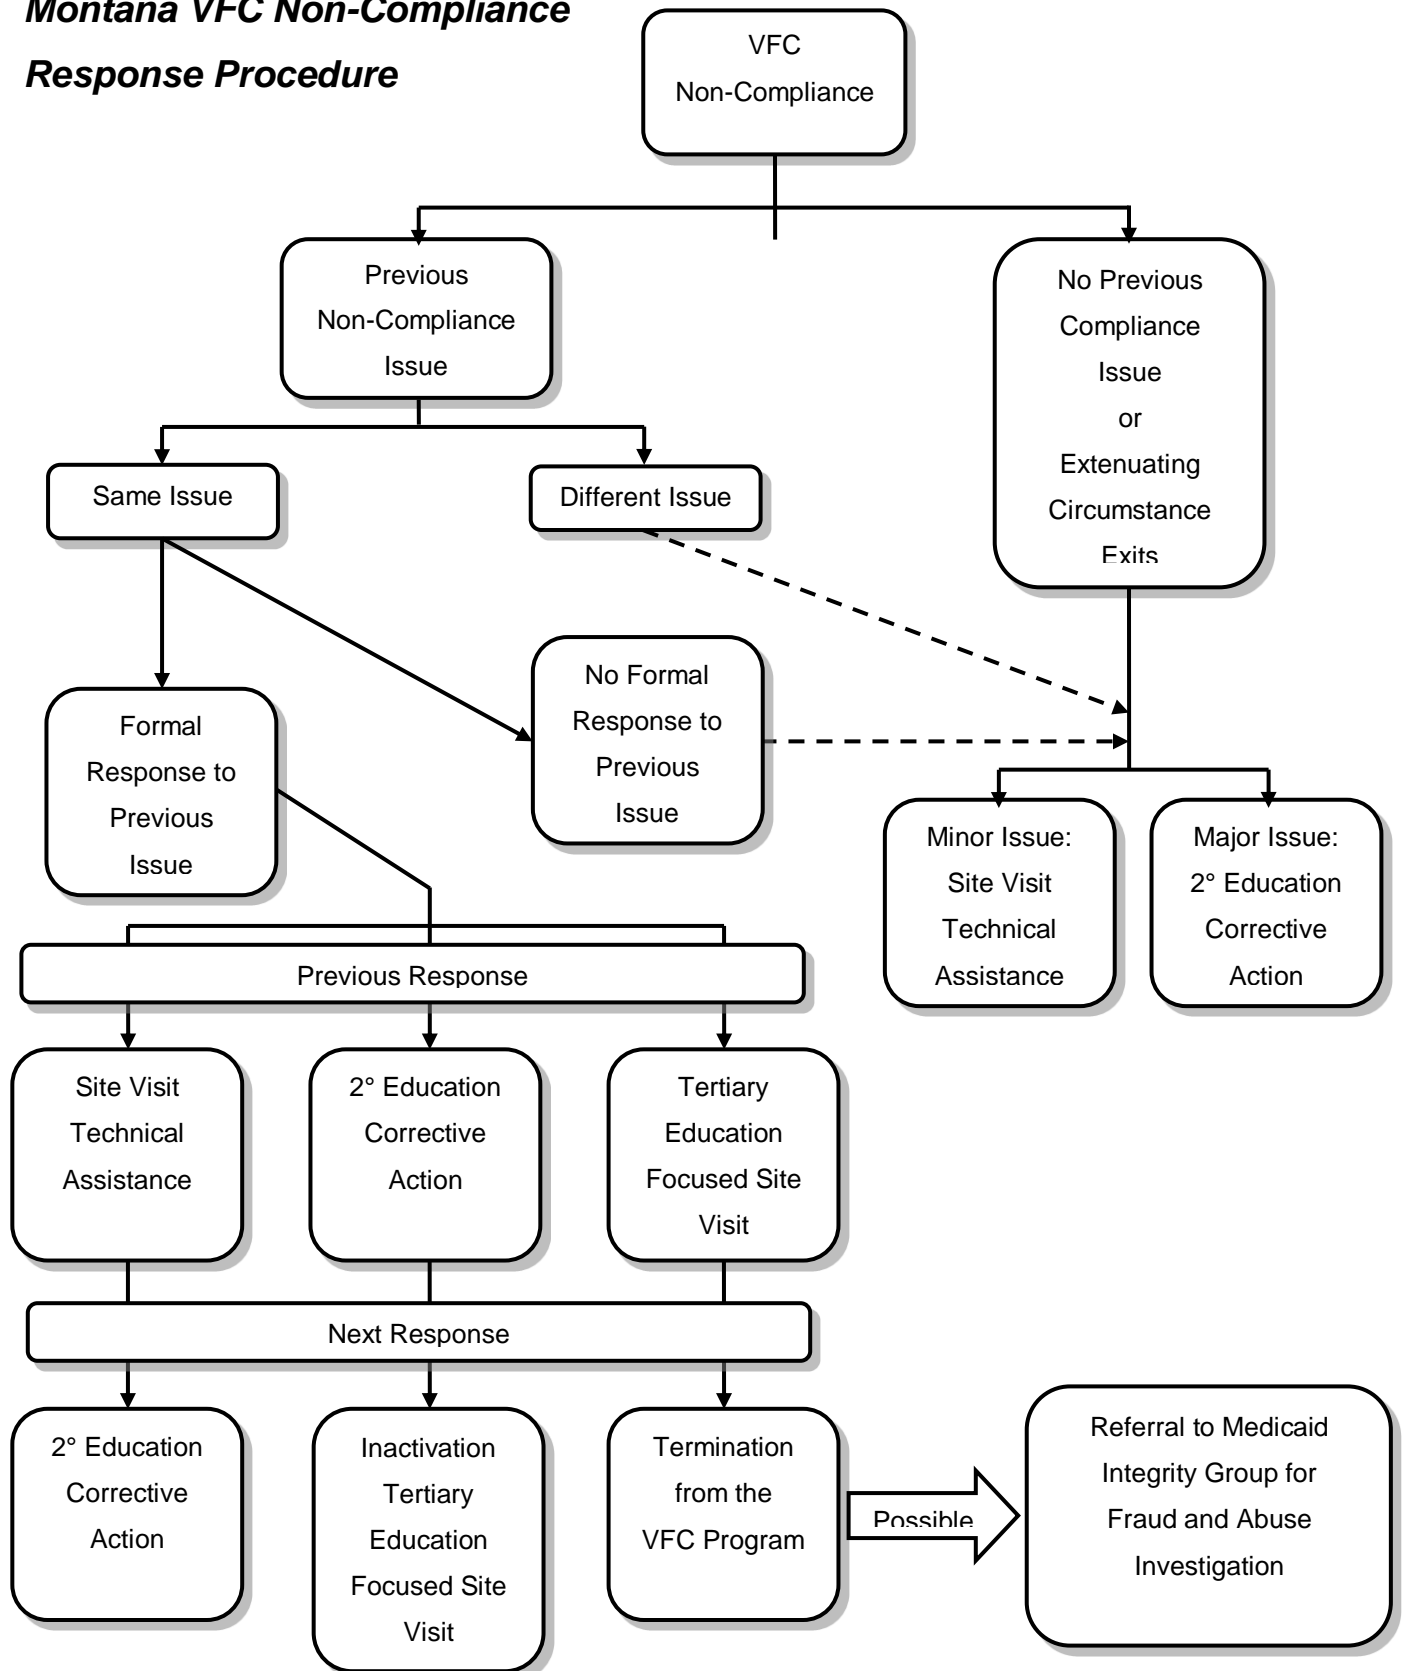 Montana VFC Non-Compliance
Response Procedure
VFC
Non-Compliance
Previous
Non-Compliance
Issue
No Previous
Compliance
Issue
or
Extenuating
Circumstance
Exits
Same Issue
Different Issue
Formal
Response to
Previous
Issue
No Formal
Response to
Previous
Issue
Minor Issue:
Site Visit
Technical
Assistance
Major Issue:
2° Education
Corrective
Action
Previous Response
Site Visit
Technical
Assistance
2° Education
Corrective
Action
Tertiary
Education
Focused Site
Visit
Next Response
2° Education
Corrective
Action
Inactivation
Tertiary
Education
Focused Site
Visit
Termination
from the
VFC Program
Possible
Referral to Medicaid
Integrity Group for
Fraud and Abuse
Investigation